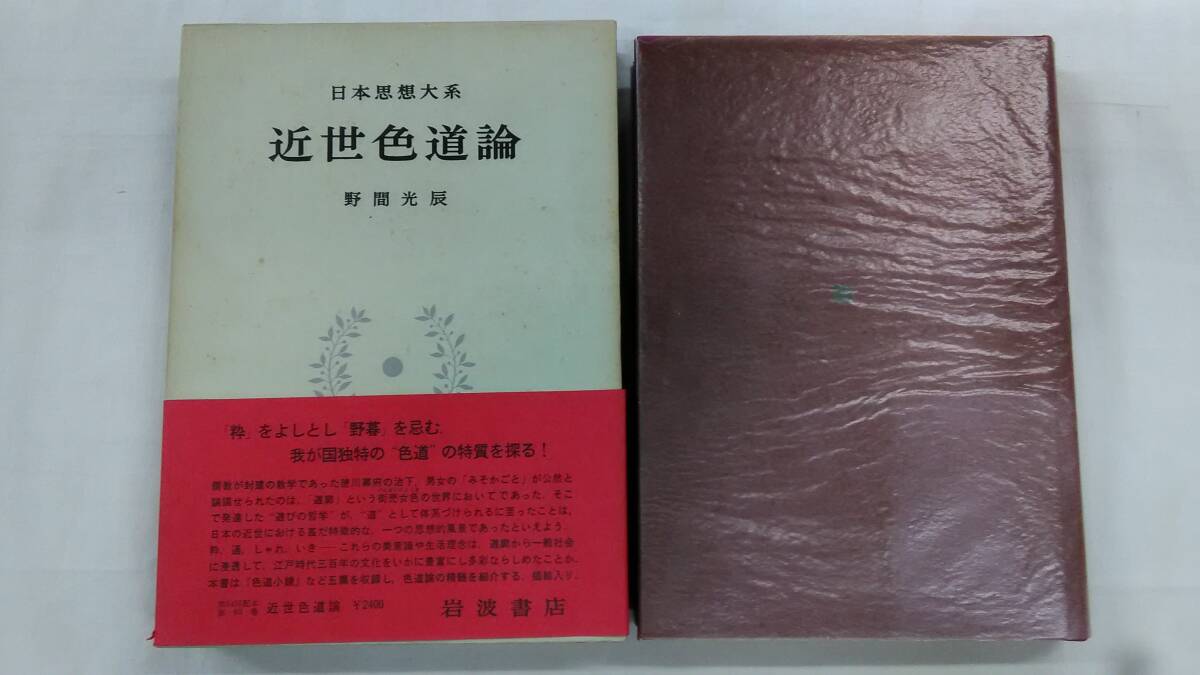 日本思想大系
近世色道論
野間光辰
「粋」をよしとし「野暮」を忌む.
我が国独特の“色道”の特質を探る！
儒教が封建の教学であった徳川幕府の治下, 男女の「みそかごと」が公然と
論議せられたのは,「遊廓」という街売女色の世界においてであった. そこ
で発達した“遊びの哲学”が,“道”として体系づけられるに至ったことは,
日本の近世における甚だ特徴的な, 一つの思想的風景であったといえよう.
粋, 通, しゃれ, いき——これらの美意識や生活理念は, 遊廓から一般社会
に浸透して, 江戸時代三百年の文化をいかに豊富にし多彩ならしめたことか.
本書は『色道小鏡』など五篇を収録し, 色道論の精髄を紹介する. 挿絵入り.
近世色道論 ￥2400
岩波書店